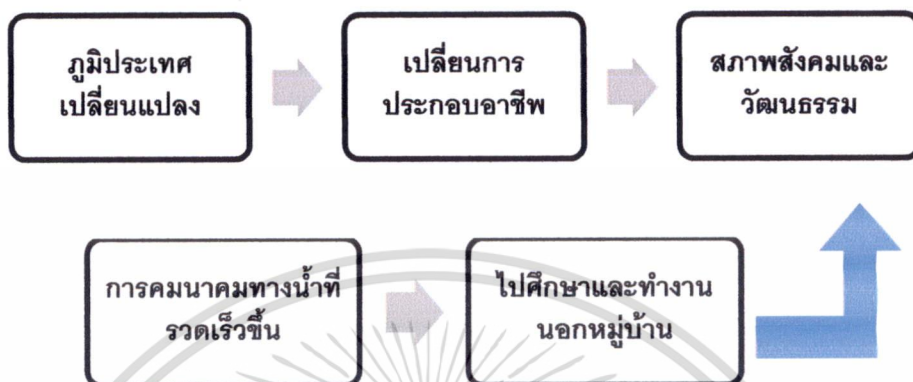 ภูมิประเทศ
เปลี่ยนแปลง
เปลี่ยนการ
ประกอบอาชีพ
สภาพสังคมและ
วัฒนธรรม
การคมนาคมทางน้ำที่
รวดเร็วขึ้น
ไปศึกษาและทำงาน
นอกหมู่บ้าน